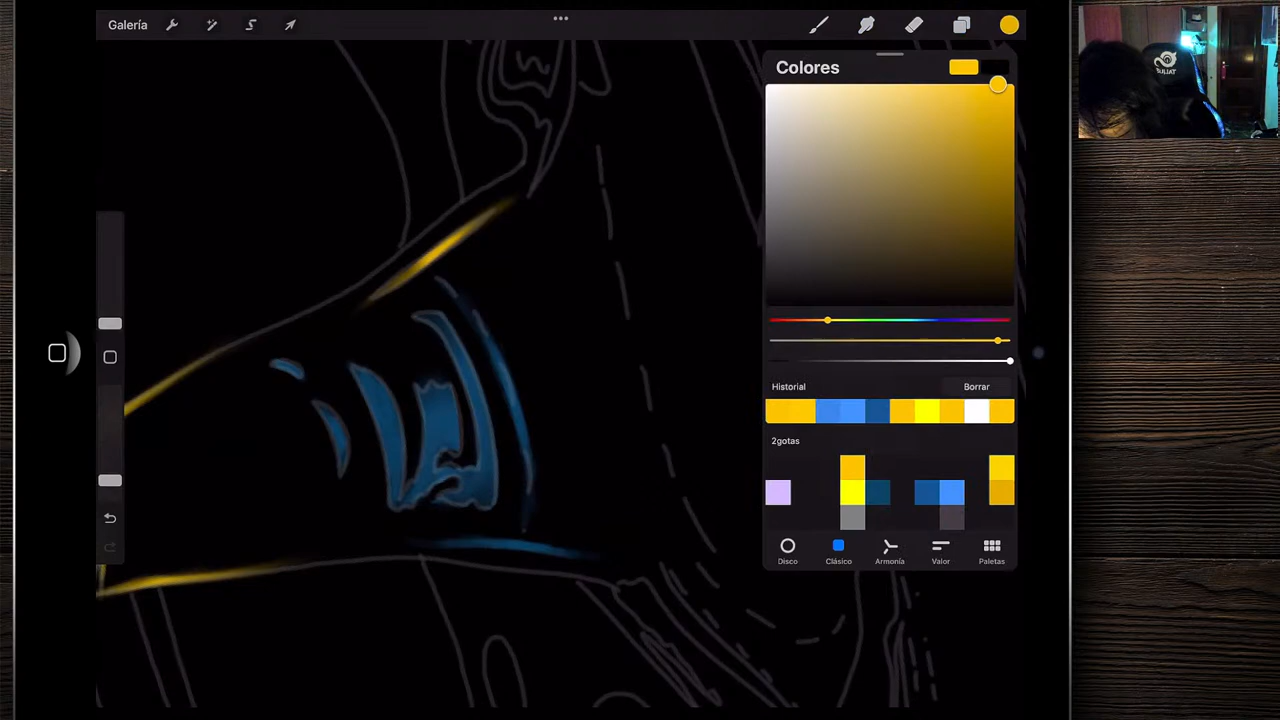 Galería
Colores
Historial
Borrar
2gotas
Disco
Clásico
Armonía
Valor
Paletas